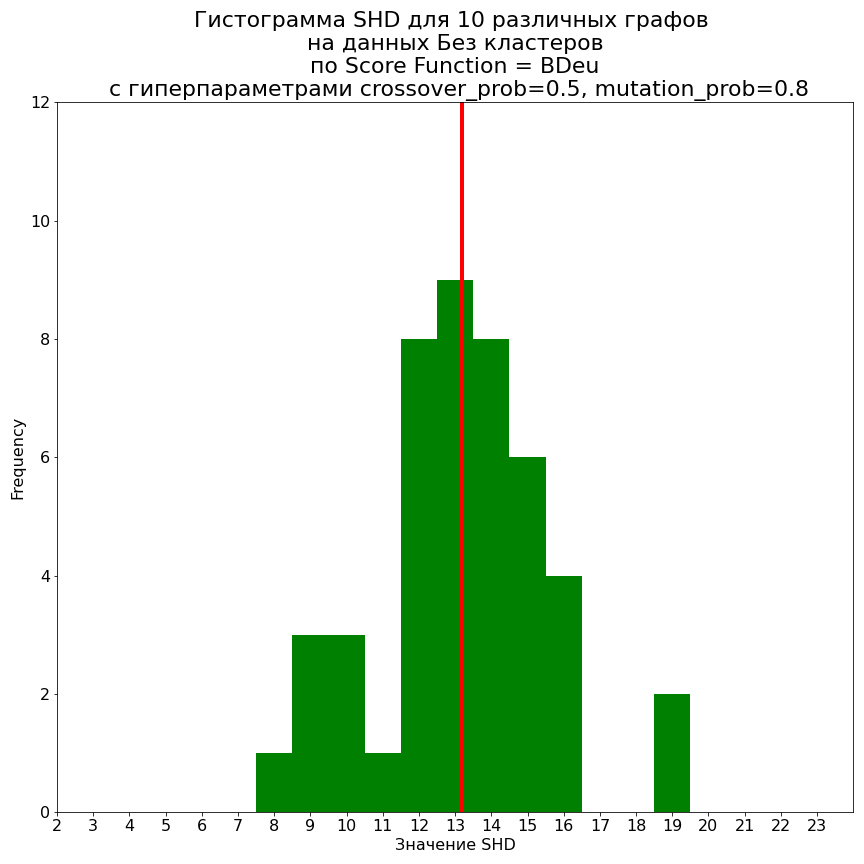 Гистограмма SHD для 10 различных графов
на данных Без кластеров
по Score Function = BDeu
с гиперпараметрами crossover_prob=0.5, mutation_prob=0.8
12
10
8
6
4
2
0
Frequency
2 3 4 5 6 7 8 9 10 11 12 13 14 15 16 17 18 19 20 21 22 23
Значение SHD